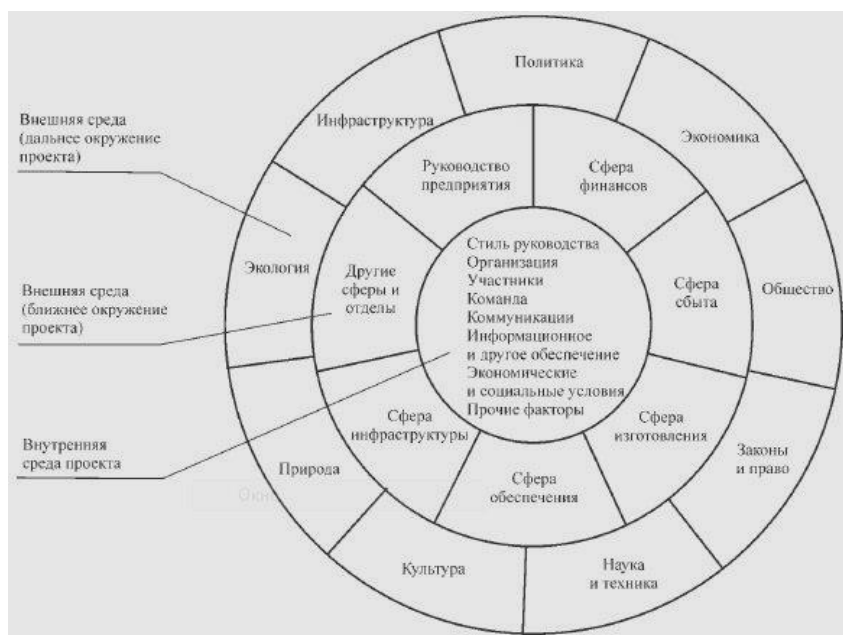 Политика
Инфраструктура
Экономика
Внешняя среда
(дальнее окружение
проекта)
Руководство
предприятия
Сфера
финансов
Стиль руководства
Организация
Участники
Команда
Коммуникации
Информационное
и другое обеспечение
Экономические
и социальные условия
Прочие факторы
Экология
Другие
сферы и
отделы
Сфера
сбыта
Общество
Внешняя среда
(ближнее окружение
проекта)
Сфера
инфраструктуры
Сфера
изготовления
Внутренняя
среда проекта
Природа
Сфера
обеспечения
Законы
и право
Культура
Наука
и техника